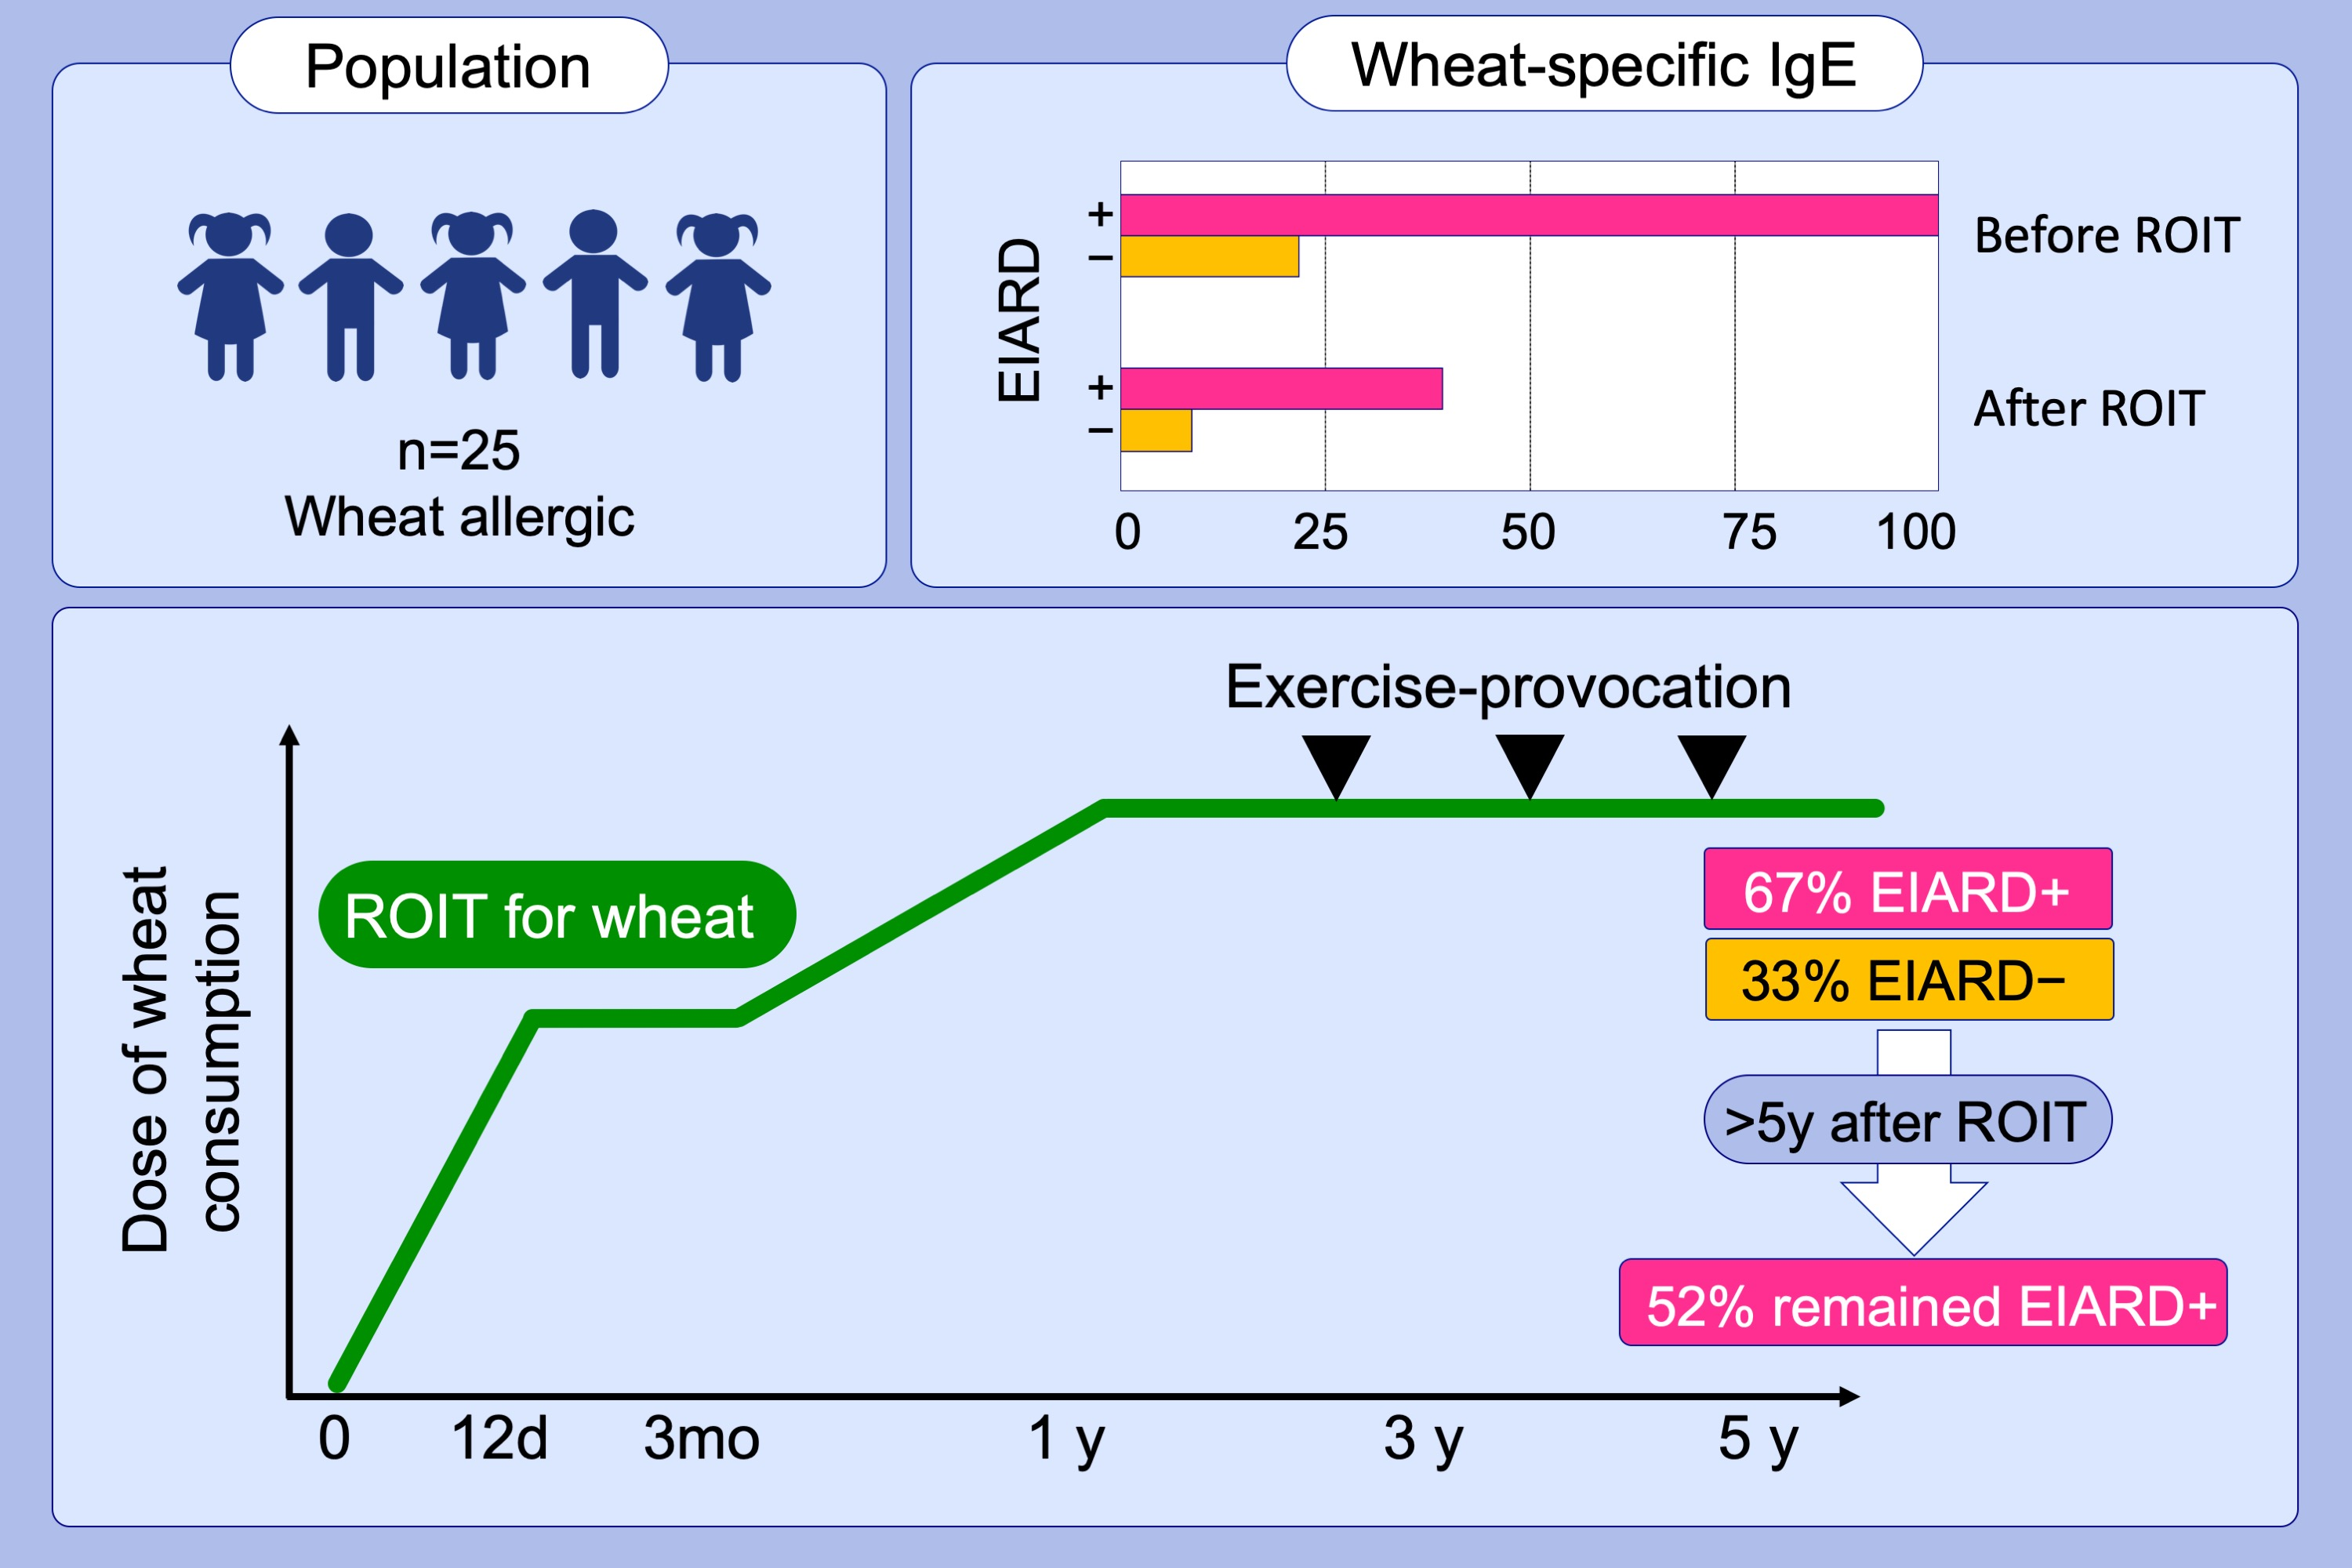 Population
n=25
Wheat allergic
Wheat-specific IgE
EIARD
+
−
+
−
Before ROIT
After ROIT
0 25 50 75 100
Exercise-provocation
Dose of wheat
consumption
ROIT for wheat
67% EIARD+
33% EIARD−
>5y after ROIT
52% remained EIARD+
0 12d 3mo 1 y 3 y 5 y